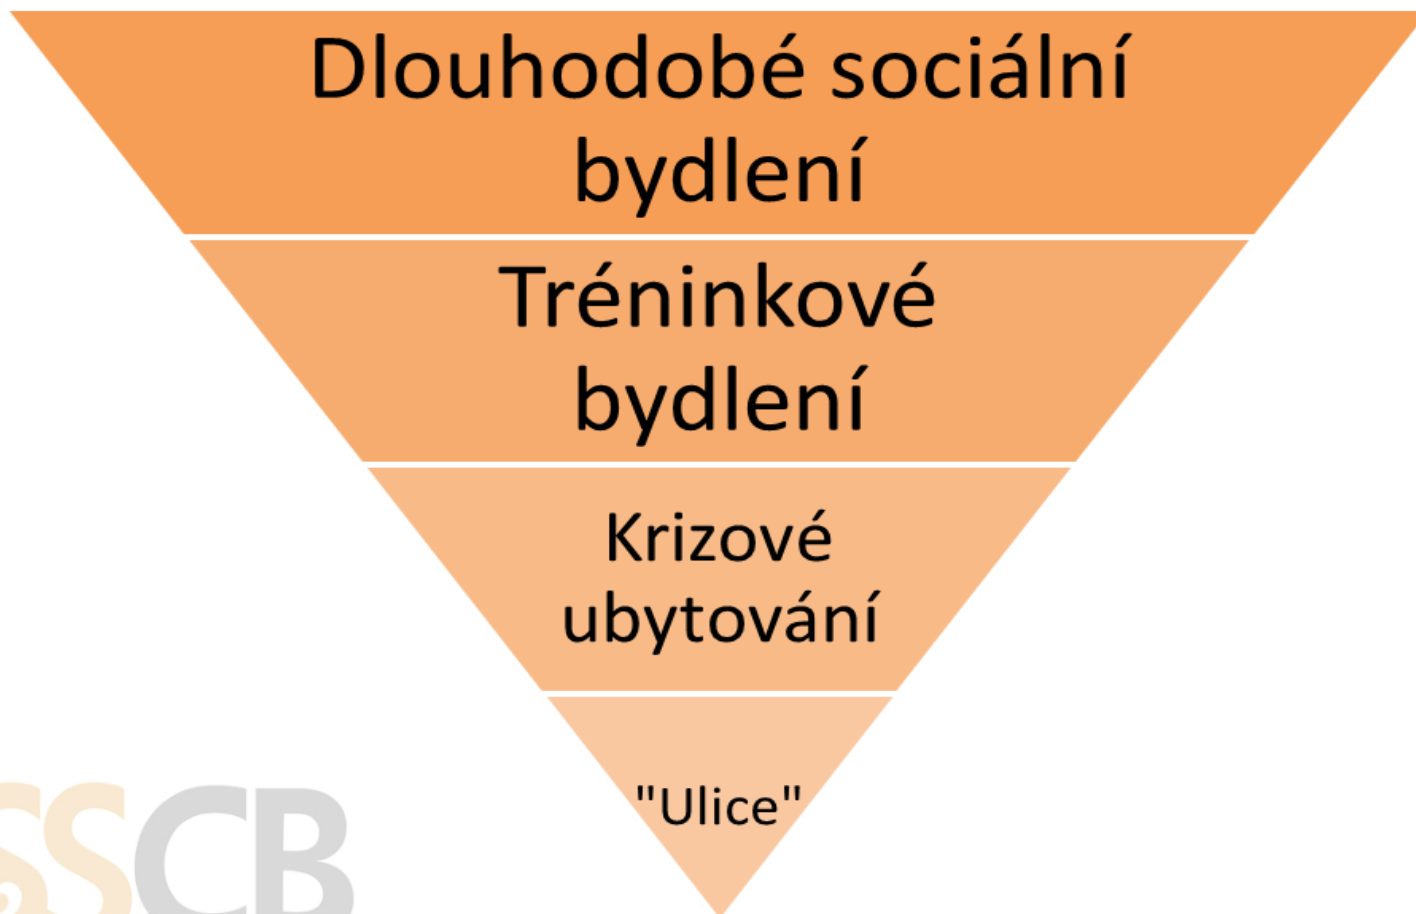 Dlouhodobé sociální
bydlení
Tréninkové
bydlení
Krizové
ubytování
"Ulice"
SSCB